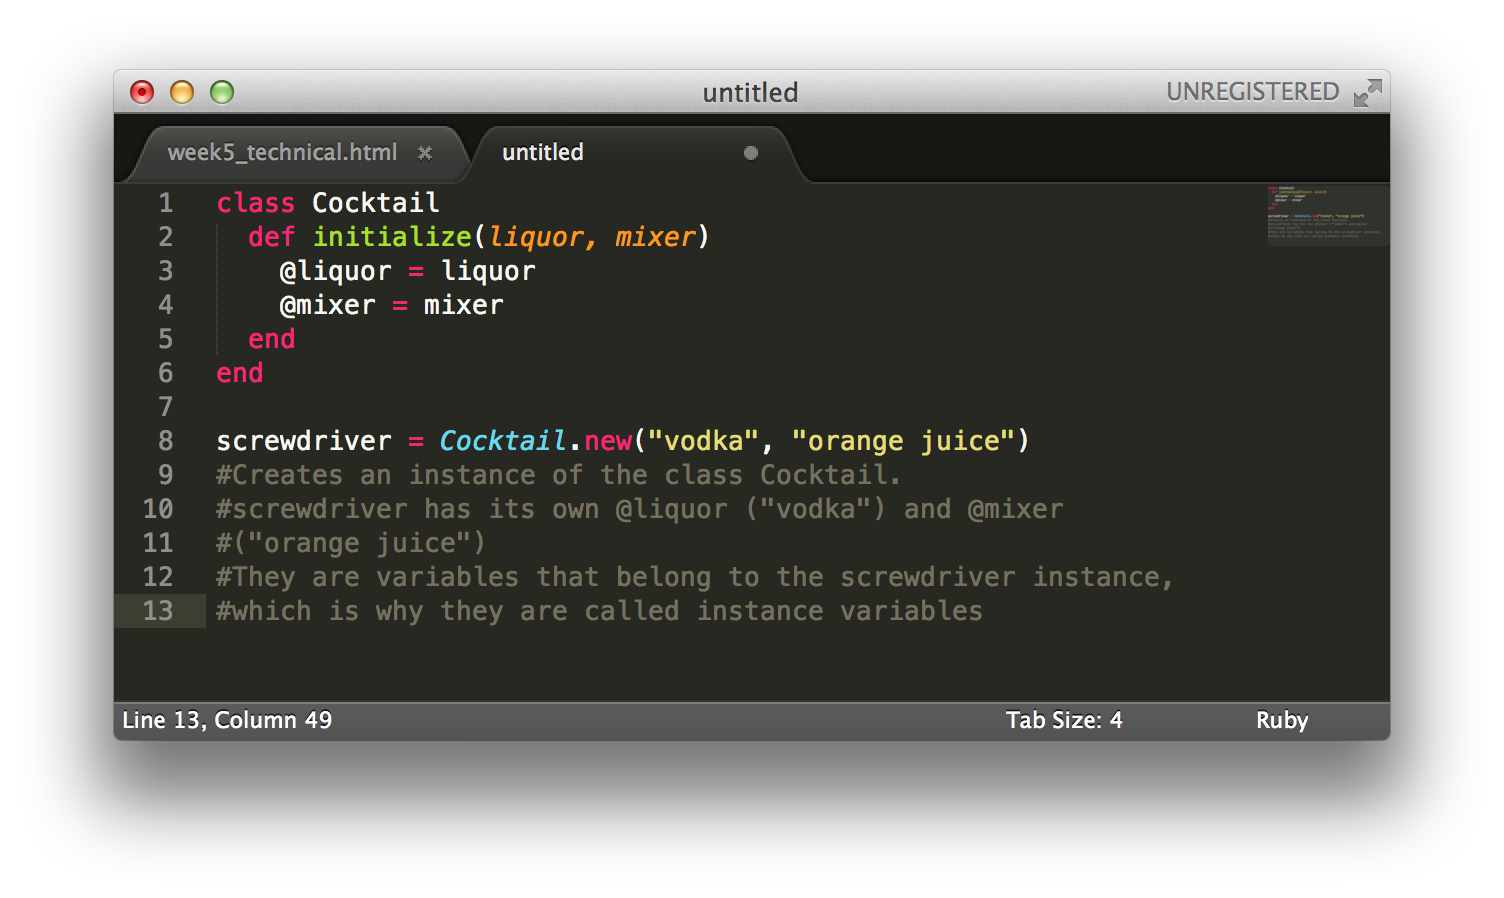 untitled
UNREGISTERED
week5_technical.html
untitled
1 class Cocktail
2   def initialize(liquor, mixer)
3     @liquor = liquor
4     @mixer = mixer
5   end
6 end
7
8 screwdriver = Cocktail.new("vodka", "orange juice")
9 #Creates an instance of the class Cocktail.
10 #screwdriver has its own @liquor ("vodka") and @mixer
11 #("orange juice")
12 #They are variables that belong to the screwdriver instance,
13 #which is why they are called instance variables
Line 13, Column 49
Tab Size: 4
Ruby